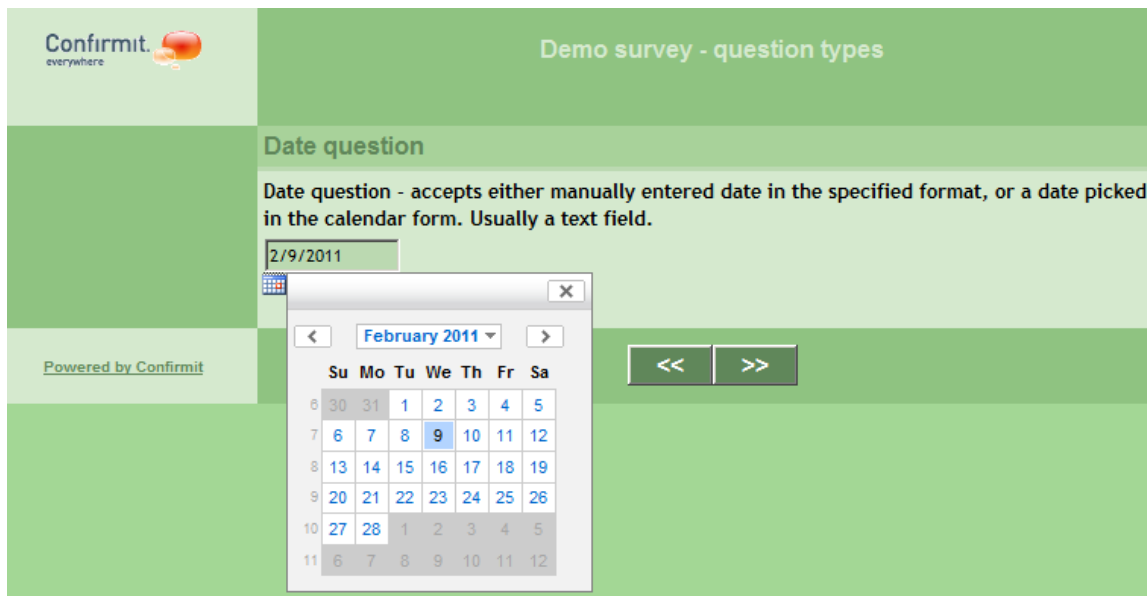 Confirmit.
everywhere
Demo survey - question types
Date question
Date question - accepts either manually entered date in the specified format, or a date picked
in the calendar form. Usually a text field.
2/9/2011
×
< February 2011 >
Su Mo Tu We Th Fr Sa
6 30 31 1 2 3 4 5
7 6 7 8 9 10 11 12
8 13 14 15 16 17 18 19
9 20 21 22 23 24 25 26
10 27 28 1 2 3 4 5
11 6 7 8 9 10 11 12
Powered by Confirmit
<< >>